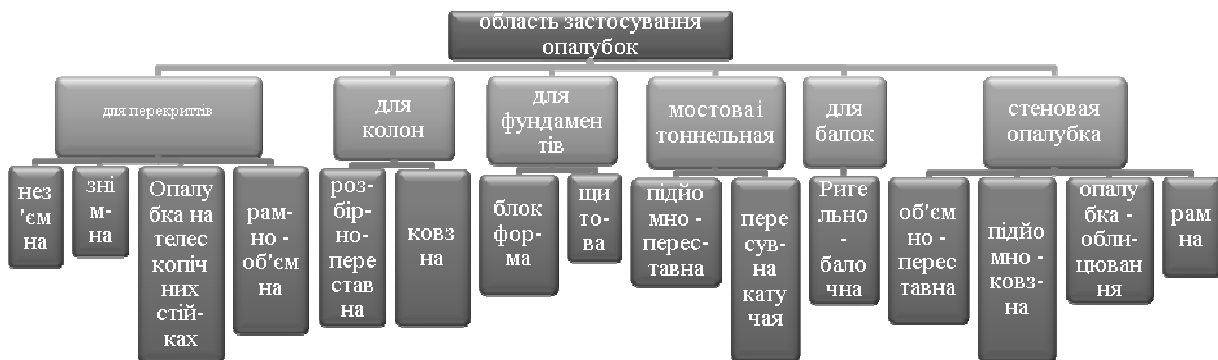 область застосування
опалубок
для перекриттів
для
колон
для
фундамен
тів
мостова і
тоннельная
для
балок
стеновая
опалубка
нез
'єм
на
зні
м-
на
Опалу
бка на
телес
копіч
них
стій-
ках
рам-
но -
об'єм
на
роз-
бір-
но-
пере
став
на
ковз
на
блок
фор-
ма
щи
то-
ва
підйо
мно -
перес-
тавна
пере
сув-
на
кату
чая
Риге
льно
-
бало
чна
об'єм
но -
перес
тавна
підйо
мно -
ковз-
на
опалу
бка -
обли-
цюван
ня
рам
на